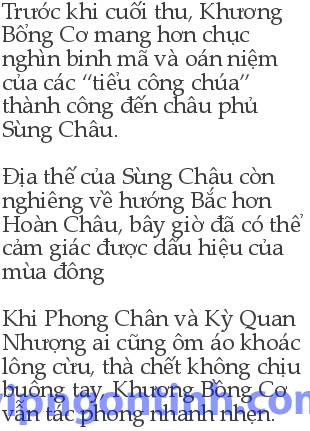 Trước khi cuối thu, Khương
Bổng Cơ mang hơn chục
nghìn binh mã và oán niệm
của các “tiểu công chúa”
thành công đến châu phủ
Sùng Châu.
Địa thế của Sùng Châu còn
nghiêng về hướng Bắc hơn
Hoàn Châu, bây giờ đã có thể
cảm giác được dấu hiệu của
mùa đông
Khi Phong Chân và Kỳ Quan
Nhượng ai cũng ôm áo khoác
lông cừu, thà chết không chịu
buông tay, Khương Bồng Cơ
vẫn tác phong nhanh nhẹn.
vipngontinh.com